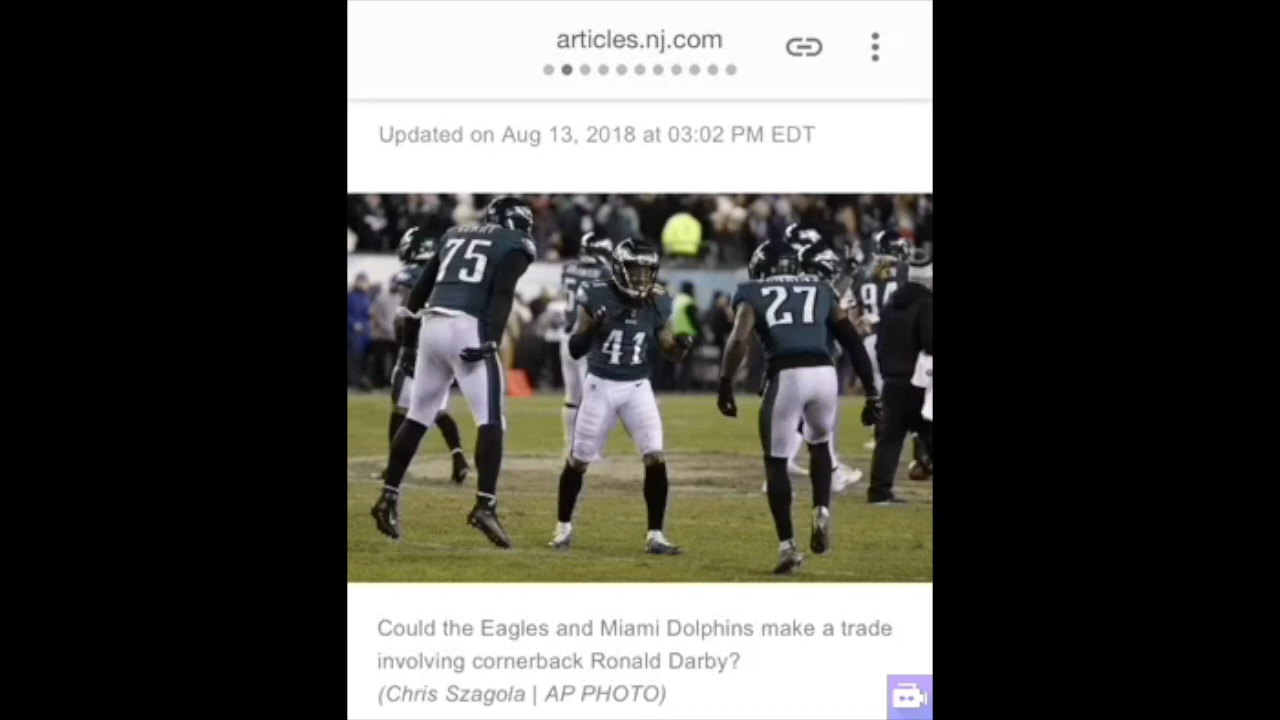 articles.nj.com
Updated on Aug 13, 2018 at 03:02 PM EDT
75
41
27
94
Could the Eagles and Miami Dolphins make a trade
involving cornerback Ronald Darby?
(Chris Szagola | AP PHOTO)